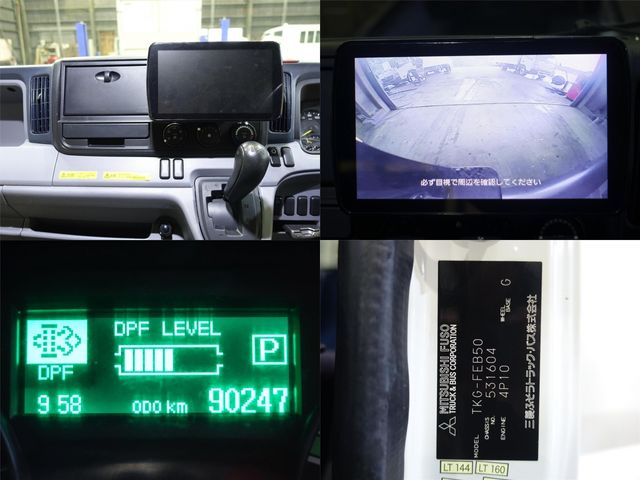 必ず目視で周辺を確認してください
DPF LEVEL
DPF
P
9 58
ODO km
90247
MITSUBISHI FUSO
TRUCK & BUS CORPORATION
MODEL TKG-FEB50
CHASSIS NO. 531604
ENGINE 4P10
WHEEL BASE G
三菱ふそうトラック・バス株式会社
LT 144
LT 160